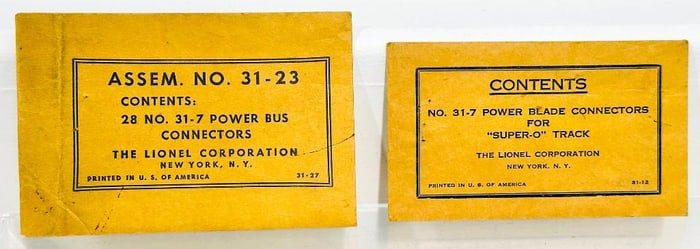 ASSEM. NO. 31-23
CONTENTS:
28 NO. 31-7 POWER BUS
CONNECTORS
THE LIONEL CORPORATION
NEW YORK, N. Y.
PRINTED IN U. S. OF AMERICA 31-27
CONTENTS
NO. 31-7 POWER BLADE CONNECTORS
FOR
"SUPER-O" TRACK
THE LIONEL CORPORATION
NEW YORK, N. Y.
PRINTED IN U. S. OF AMERICA 31-12